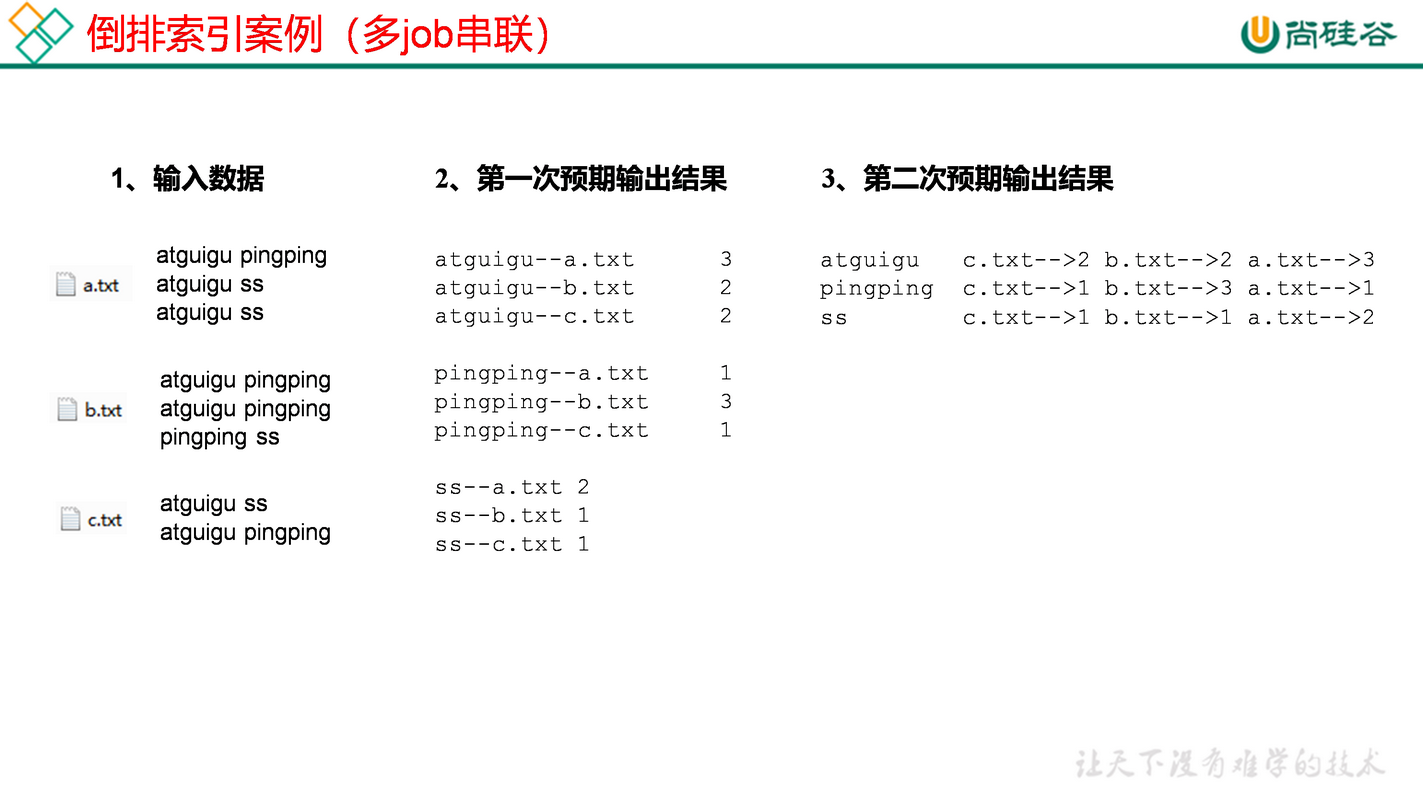 倒排索引案例（多job串联）
尚硅谷
1、输入数据
a.txt
atguigu pingping
atguigu ss
atguigu ss
b.txt
atguigu pingping
atguigu pingping
pingping ss
c.txt
atguigu ss
atguigu pingping
2、第一次预期输出结果
atguigu--a.txt 3
atguigu--b.txt 2
atguigu--c.txt 2
pingping--a.txt 1
pingping--b.txt 3
pingping--c.txt 1
ss--a.txt 2
ss--b.txt 1
ss--c.txt 1
3、第二次预期输出结果
atguigu c.txt-->2 b.txt-->2 a.txt-->3
pingping c.txt-->1 b.txt-->3 a.txt-->1
ss c.txt-->1 b.txt-->1 a.txt-->2
让天下没有难学的技术